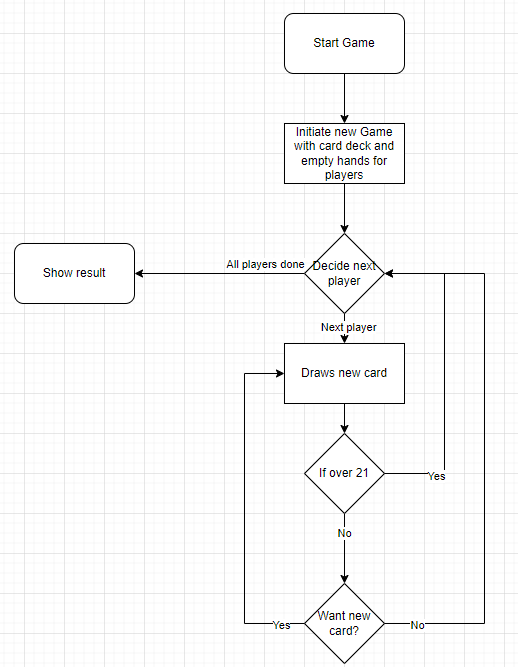 Start Game
Initiate new Game
with card deck and
empty hands for
players
All players done
Decide next
player
Show result
Next player
Draws new card
If over 21
Yes
No
Want new
card?
Yes
No